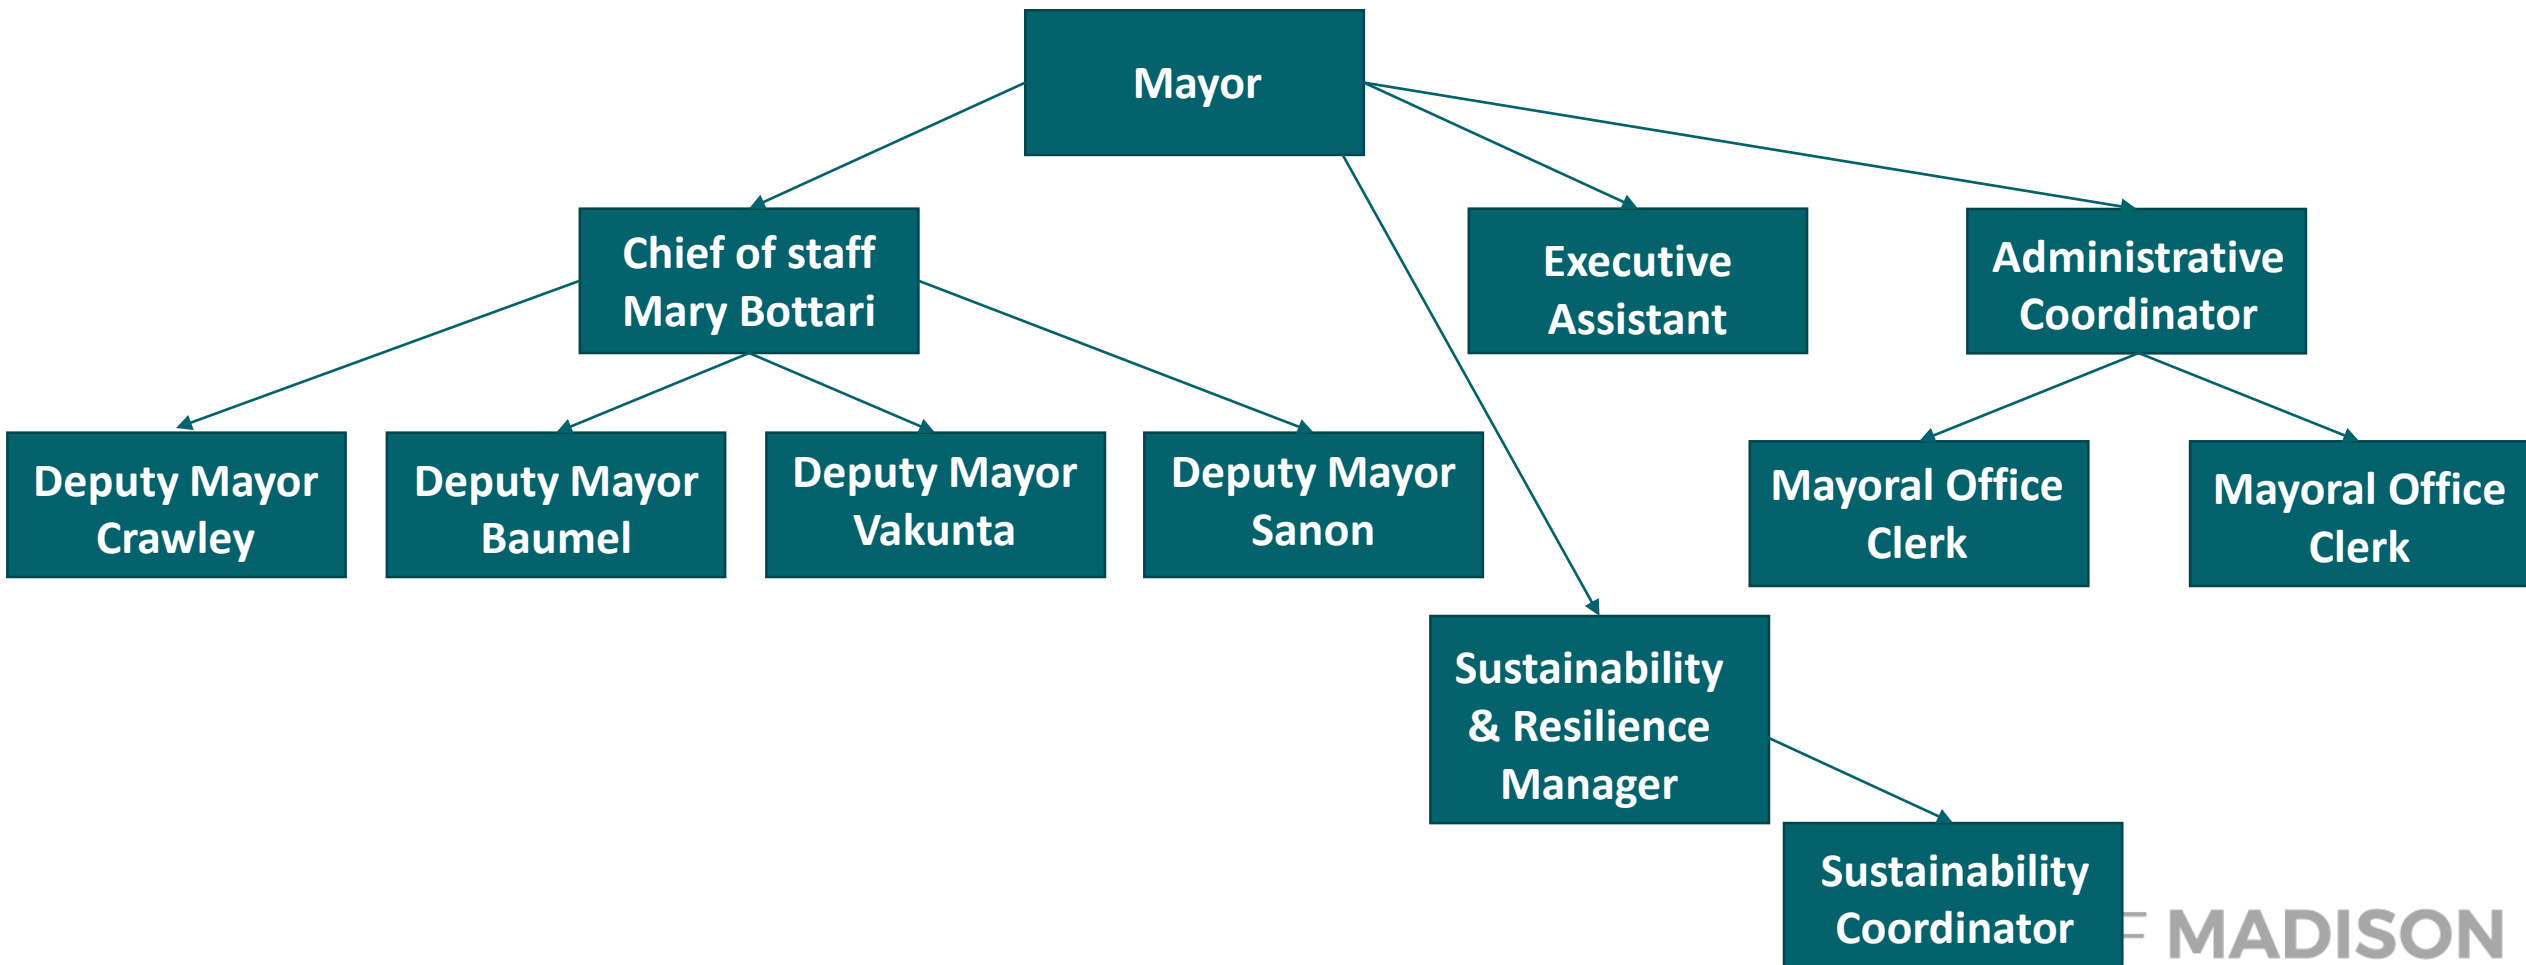 Mayor
Chief of staff
Mary Bottari
Executive
Assistant
Administrative
Coordinator
Deputy Mayor
Crawley
Deputy Mayor
Baumel
Deputy Mayor
Vakunta
Deputy Mayor
Sanon
Mayoral Office
Clerk
Mayoral Office
Clerk
Sustainability
& Resilience
Manager
Sustainability
Coordinator
MADISON